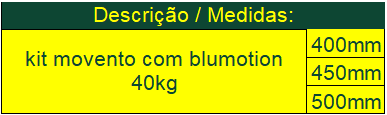 Descrição / Medidas:
kit movento com blumotion
40kg
400mm
450mm
500mm